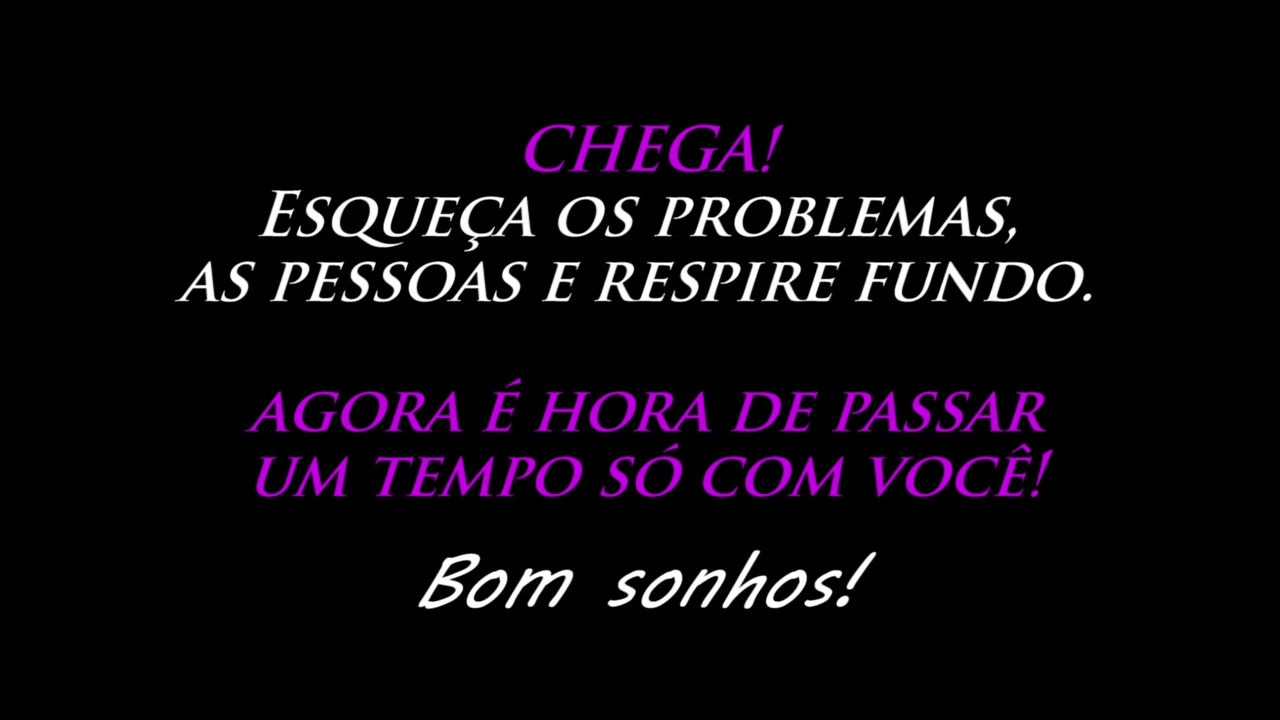 CHEGA!
ESQUEÇA OS PROBLEMAS,
AS PESSOAS E RESPIRE FUNDO.
AGORA É HORA DE PASSAR
UM TEMPO SÓ COM VOCÊ!
Bom sonhos!